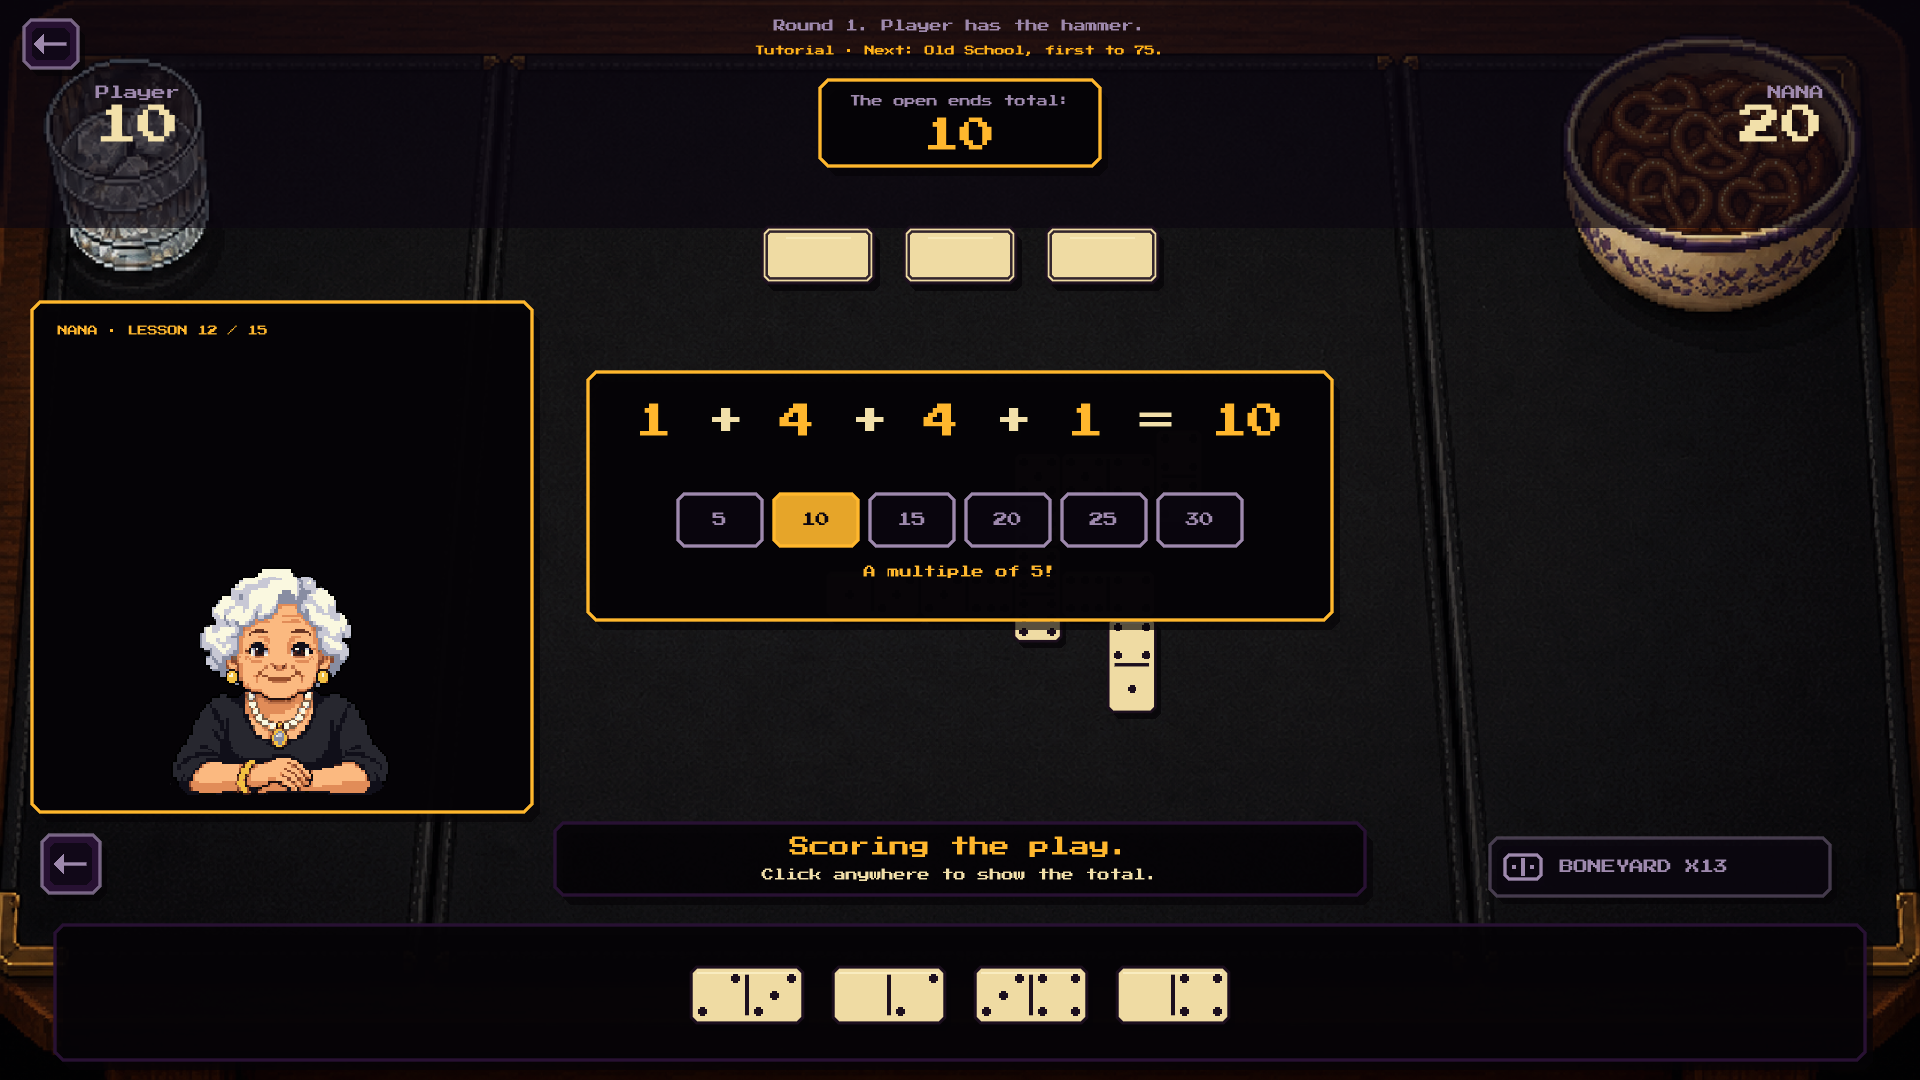 Round 1. Player has the hammer.
Tutorial · Next: Old School, first to 75.
Player
10
The open ends total:
10
NANA
20
NANA · LESSON 12 / 15
1 + 4 + 4 + 1 = 10
5 10 15 20 25 30
A multiple of 5!
Scoring the play.
Click anywhere to show the total.
BONEYARD X13